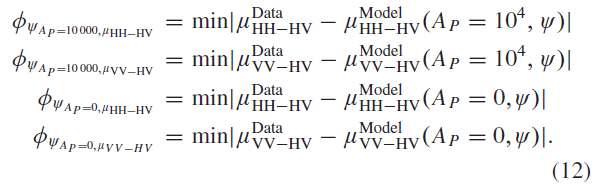 ϕ_{ψ_{A_P=10 000, μ_{HH−HV}}} = min|μ^{Data}_{HH−HV} − μ^{Model}_{HH−HV}(A_P = 10^4, ψ)|
ϕ_{ψ_{A_P=10 000, μ_{VV−HV}}} = min|μ^{Data}_{VV−HV} − μ^{Model}_{VV−HV}(A_P = 10^4, ψ)|
ϕ_{ψ_{A_P=0, μ_{HH−HV}}} = min|μ^{Data}_{HH−HV} − μ^{Model}_{HH−HV}(A_P = 0, ψ)|
ϕ_{ψ_{A_P=0, μ_{VV−HV}}} = min|μ^{Data}_{VV−HV} − μ^{Model}_{VV−HV}(A_P = 0, ψ)|.
(12)